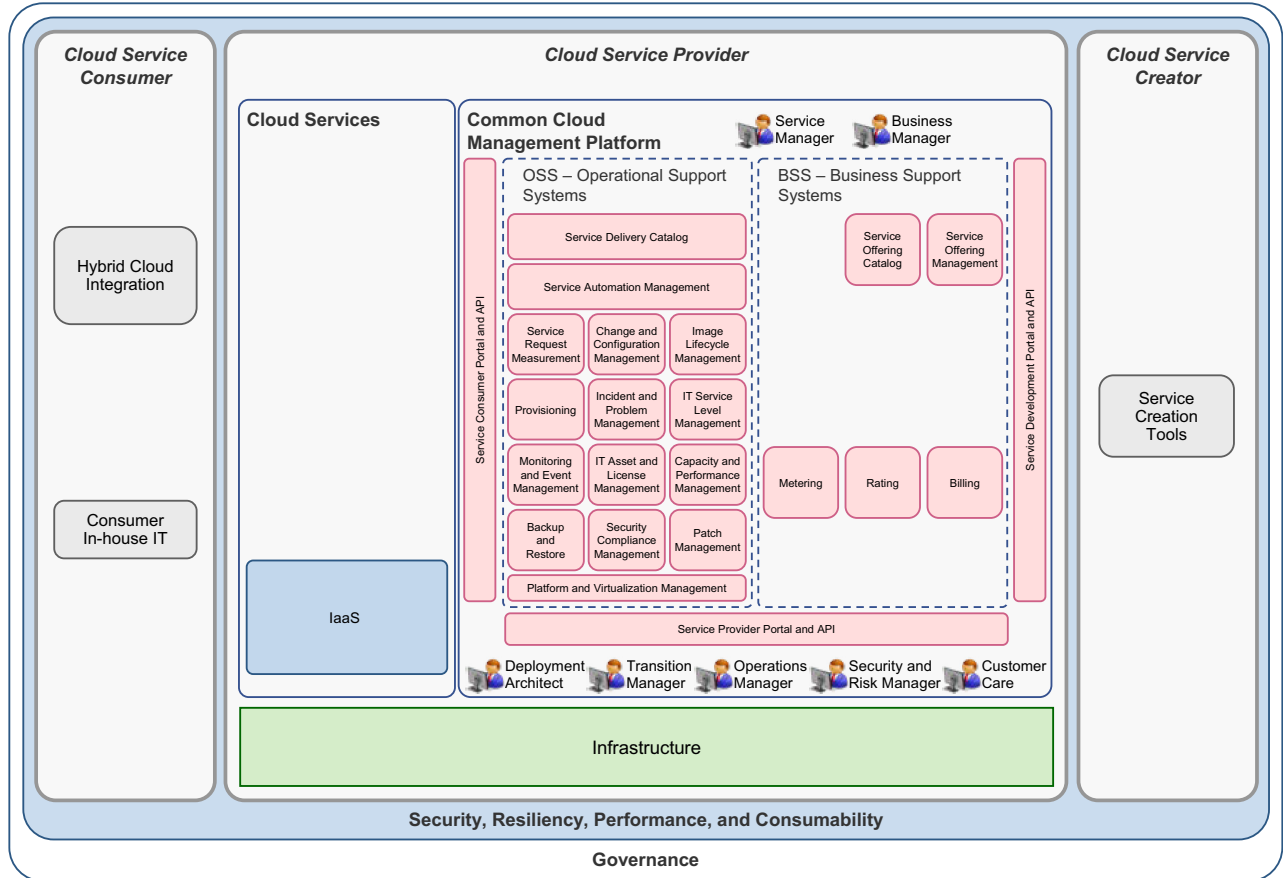 Cloud Service
Consumer
Hybrid Cloud
Integration
Consumer
In-house IT
Cloud Service Provider
Cloud Services
IaaS
Common Cloud
Management Platform
Service
Manager
Business
Manager
Service Consumer Portal and API
OSS – Operational Support
Systems
Service Delivery Catalog
Service Automation Management
Service
Request
Measurement
Change and
Configuration
Management
Image
Lifecycle
Management
Provisioning
Incident and
Problem
Management
IT Service
Level
Management
Monitoring
and Event
Management
IT Asset and
License
Management
Capacity and
Performance
Management
Backup
and
Restore
Security
Compliance
Management
Patch
Management
Platform and Virtualization Management
BSS – Business Support
Systems
Service
Offering
Catalog
Service
Offering
Management
Metering
Rating
Billing
Service Development Portal and API
Service Provider Portal and API
Deployment
Architect
Transition
Manager
Operations
Manager
Security and
Risk Manager
Customer
Care
Infrastructure
Cloud Service
Creator
Service
Creation
Tools
Security, Resiliency, Performance, and Consumability
Governance